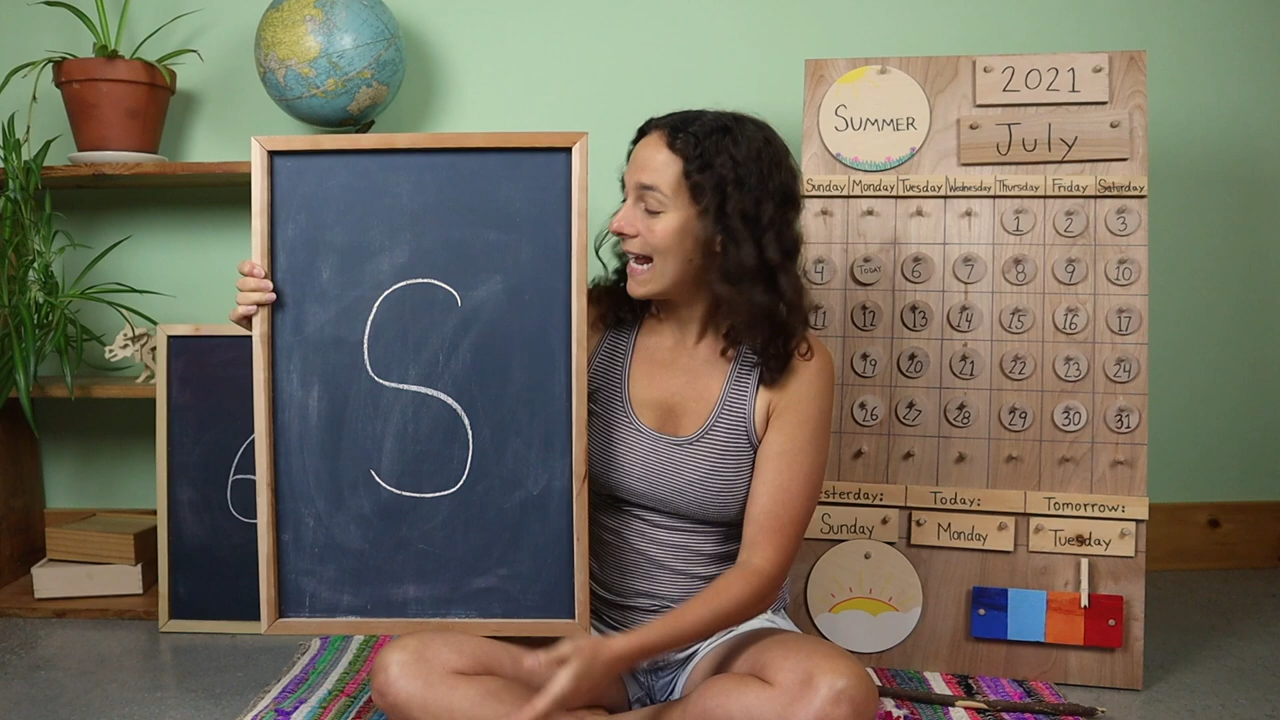 S
6
SUMMER
2021
July
Sunday Monday Tuesday Wednesday Thursday Friday Saturday
1 2 3
4 TODAY 6 7 8 9 10
11 12 13 14 15 16 17
19 20 21 22 23 24
26 27 28 29 30 31
esterday: Today: Tomorrow:
Sunday Monday Tuesday